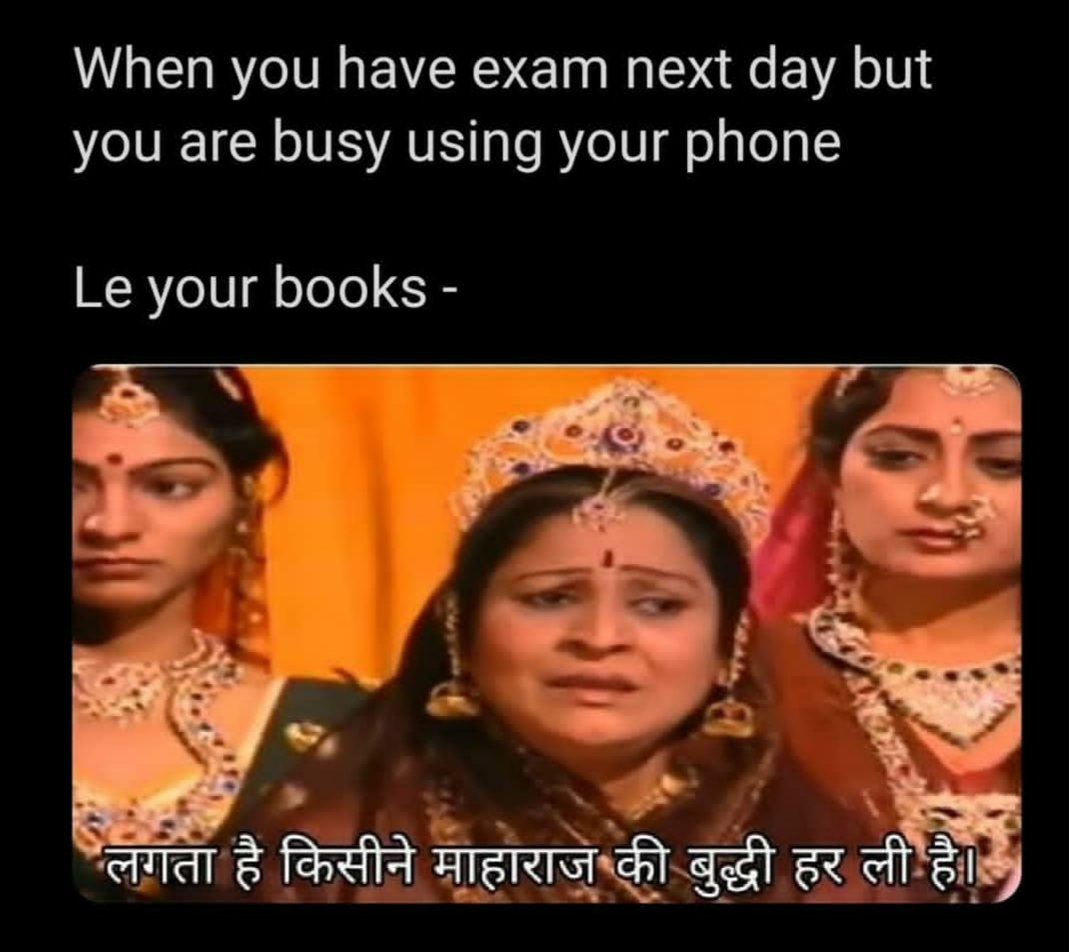 When you have exam next day but
you are busy using your phone
Le your books -
लगता है किसीने माहाराज की बुद्धी हर ली है।